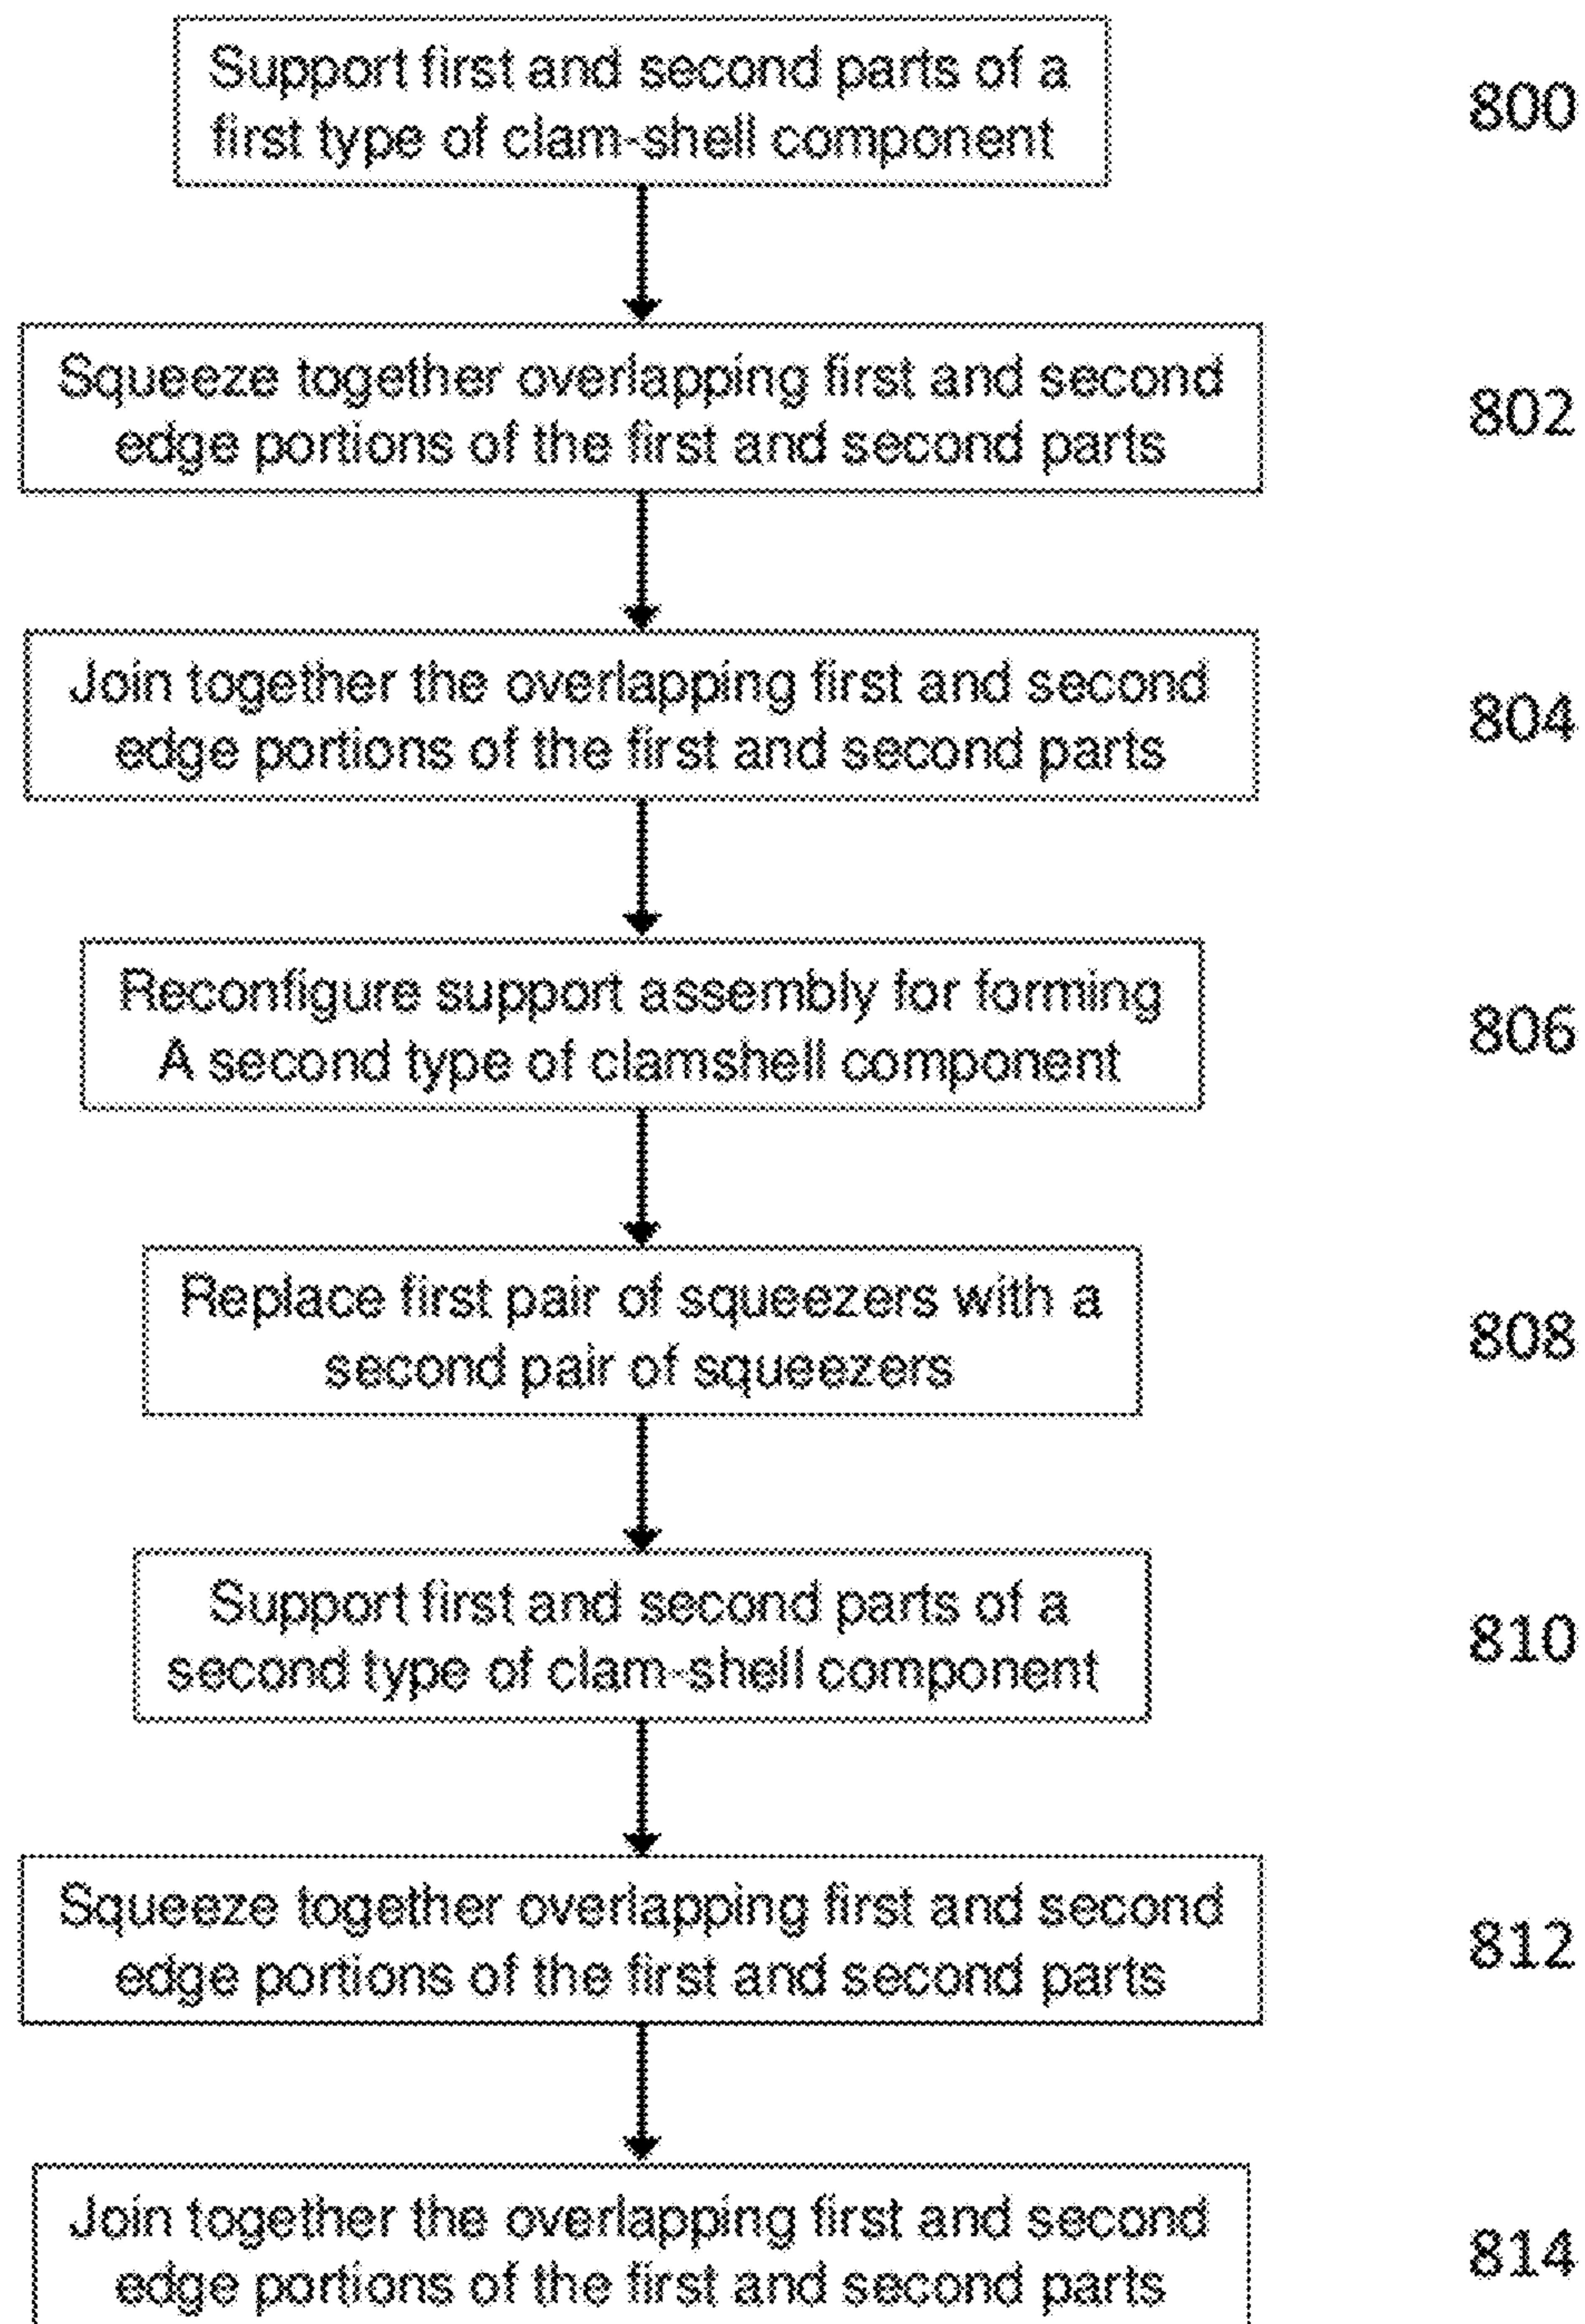 Support first and second parts of a
first type of clam-shell component
800
Squeeze together overlapping first and second
edge portions of the first and second parts
802
Join together the overlapping first and second
edge portions of the first and second parts
804
Reconfigure support assembly for forming
A second type of clamshell component
806
Replace first pair of squeezers with a
second pair of squeezers
808
Support first and second parts of a
second type of clam-shell component
810
Squeeze together overlapping first and second
edge portions of the first and second parts
812
Join together the overlapping first and second
edge portions of the first and second parts
814